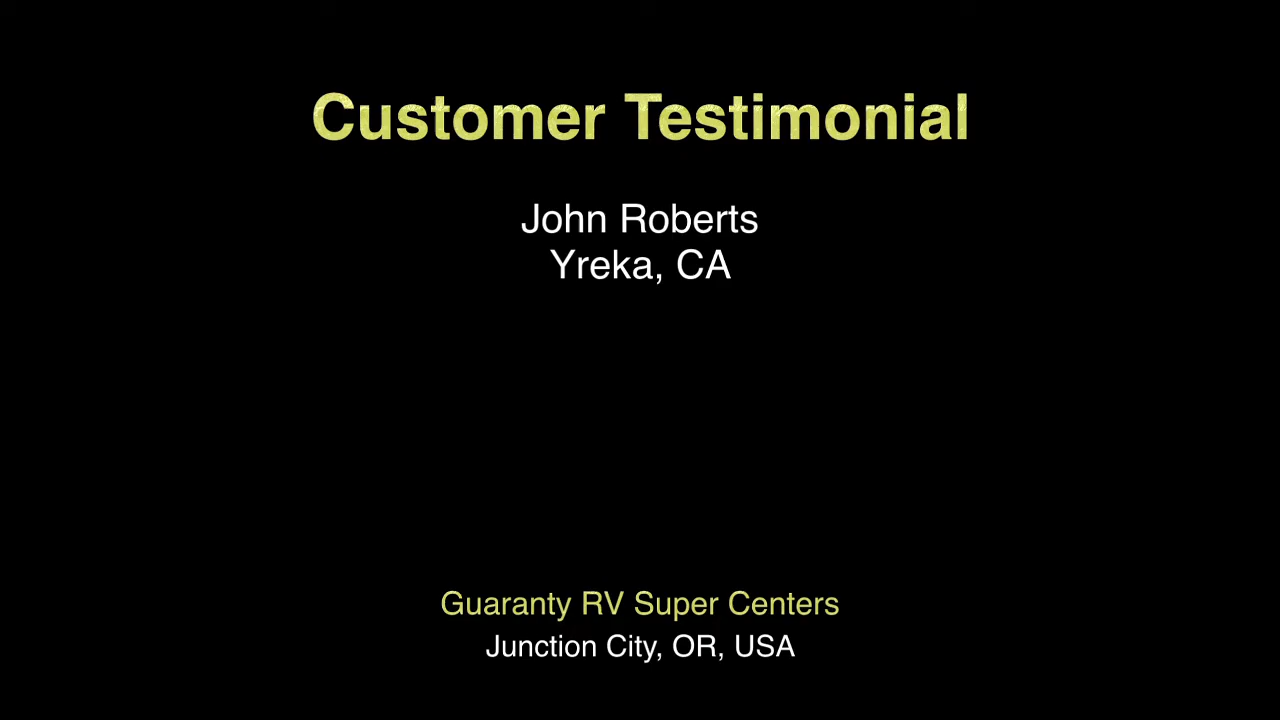 Customer Testimonial
John Roberts
Yreka, CA
Guaranty RV Super Centers
Junction City, OR, USA